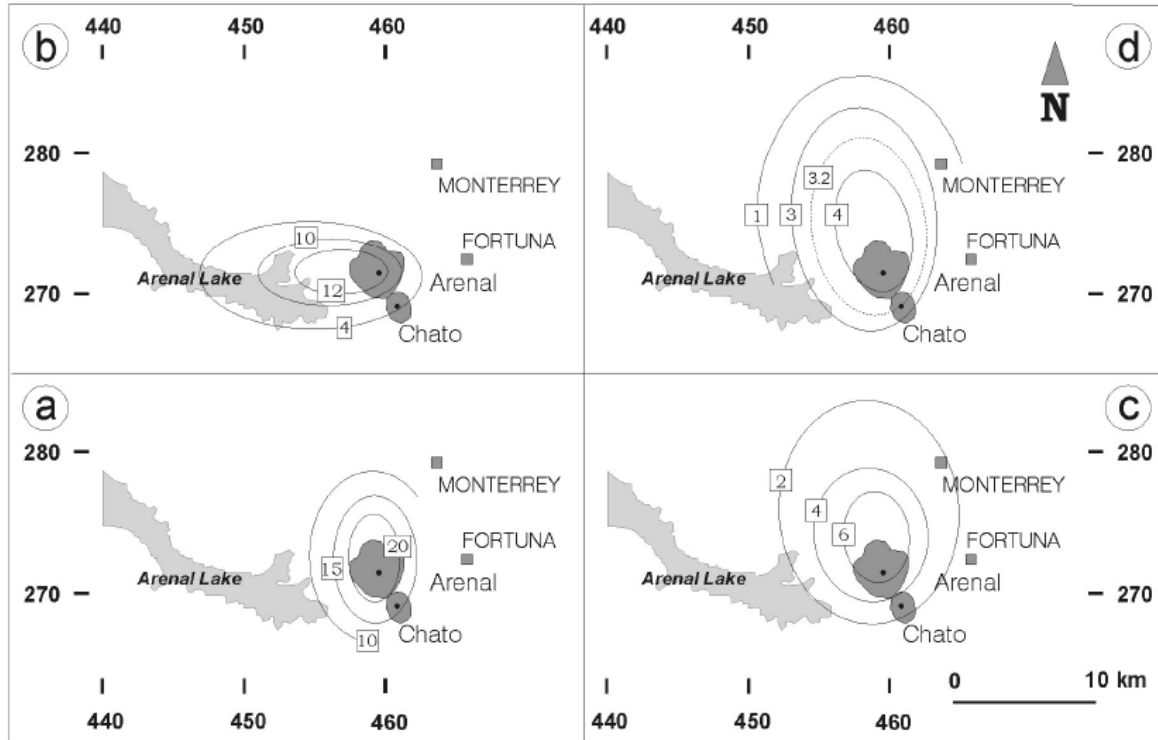 440 450 460
b
280
MONTERREY
FORTUNA
10
Arenal Lake
Arenal
270
12
4
Chato
440 450 460
d
N
280
3.2
MONTERREY
1 3 4
FORTUNA
Arenal Lake
Arenal
270
Chato
a
280
MONTERREY
20
FORTUNA
15
Arenal Lake
Arenal
270
10
Chato
440 450 460
c
280
2
MONTERREY
4
6
FORTUNA
Arenal Lake
Arenal
270
Chato
0 10 km
440 450 460